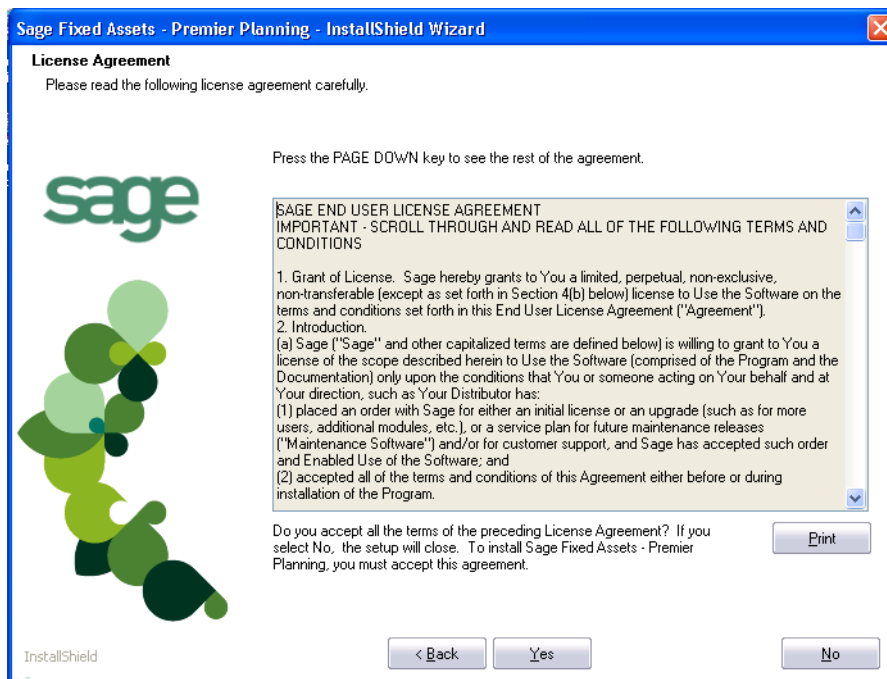 Sage Fixed Assets - Premier Planning - InstallShield Wizard
License Agreement
Please read the following license agreement carefully.
Press the PAGE DOWN key to see the rest of the agreement.
sage
SAGE END USER LICENSE AGREEMENT
IMPORTANT - SCROLL THROUGH AND READ ALL OF THE FOLLOWING TERMS AND
CONDITIONS
1. Grant of License.  Sage hereby grants to You a limited, perpetual, non-exclusive,
non-transferable (except as set forth in Section 4(b) below) license to Use the Software on the
terms and conditions set forth in this End User License Agreement ("Agreement").
2. Introduction.
(a) Sage ("Sage" and other capitalized terms are defined below) is willing to grant to You a
license of the scope described herein to Use the Software (comprised of the Program and the
Documentation) only upon the conditions that You or someone acting on Your behalf and at
Your direction, such as Your Distributor has:
(1) placed an order with Sage for either an initial license or an upgrade (such as for more
users, additional modules, etc.), or a service plan for future maintenance releases
("Maintenance Software") and/or for customer support, and Sage has accepted such order
and Enabled Use of the Software; and
(2) accepted all of the terms and conditions of this Agreement either before or during
installation of the Program.
Do you accept all the terms of the preceding License Agreement?  If you
select No,  the setup will close.  To install Sage Fixed Assets - Premier
Planning, you must accept this agreement.
Print
InstallShield
< Back
Yes
No